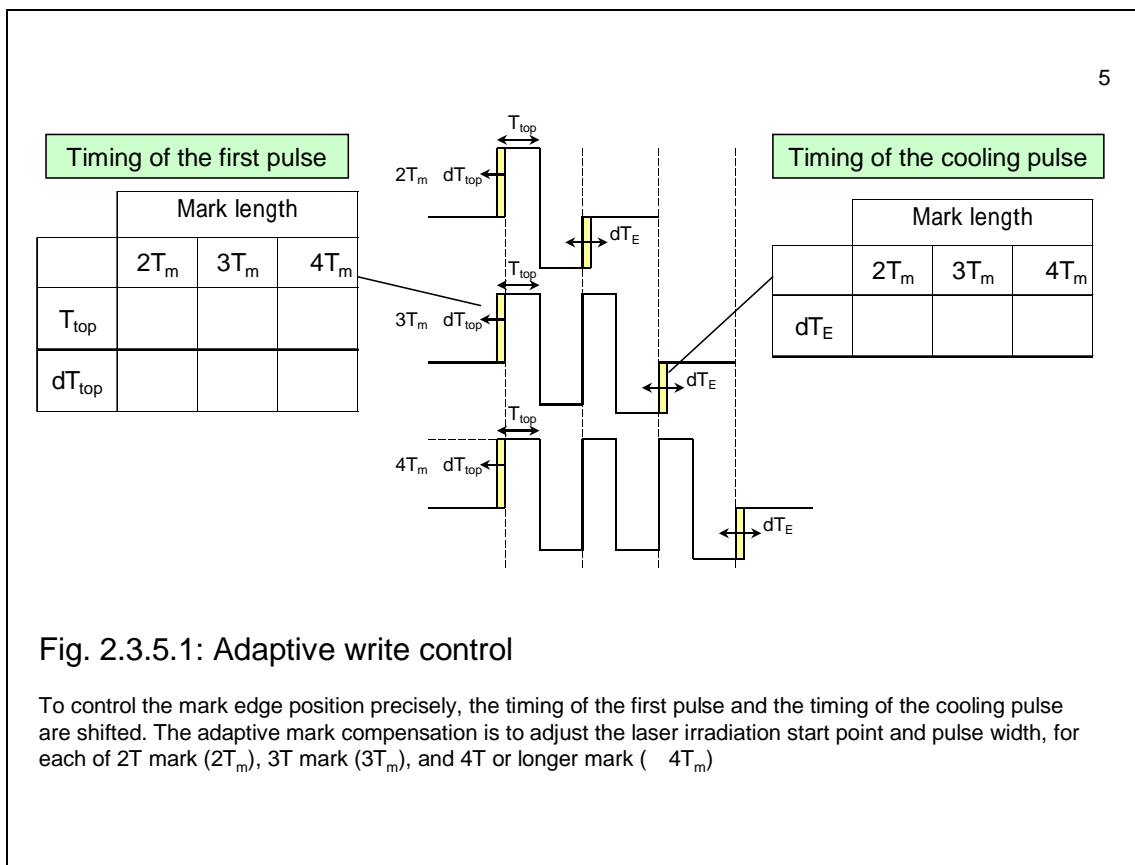 5
Timing of the first pulse
Mark length
2Tm 3Tm 4Tm
Ttop
dTtop
Ttop
2Tm dTtop
dTE
Ttop
3Tm dTtop
dTE
Ttop
4Tm dTtop
dTE
Timing of the cooling pulse
Mark length
2Tm 3Tm 4Tm
dTE
Fig. 2.3.5.1: Adaptive write control
To control the mark edge position precisely, the timing of the first pulse and the timing of the cooling pulse
are shifted. The adaptive mark compensation is to adjust the laser irradiation start point and pulse width, for
each of 2T mark (2Tm), 3T mark (3Tm), and 4T or longer mark ( 4Tm)